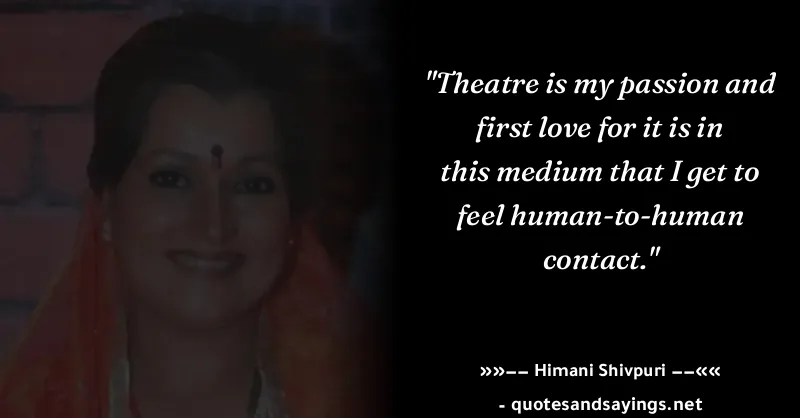 "Theatre is my passion and
first love for it is in
this medium that I get to
feel human-to-human
contact."
»»−− Himani Shivpuri −−««
- quotesandsayings.net